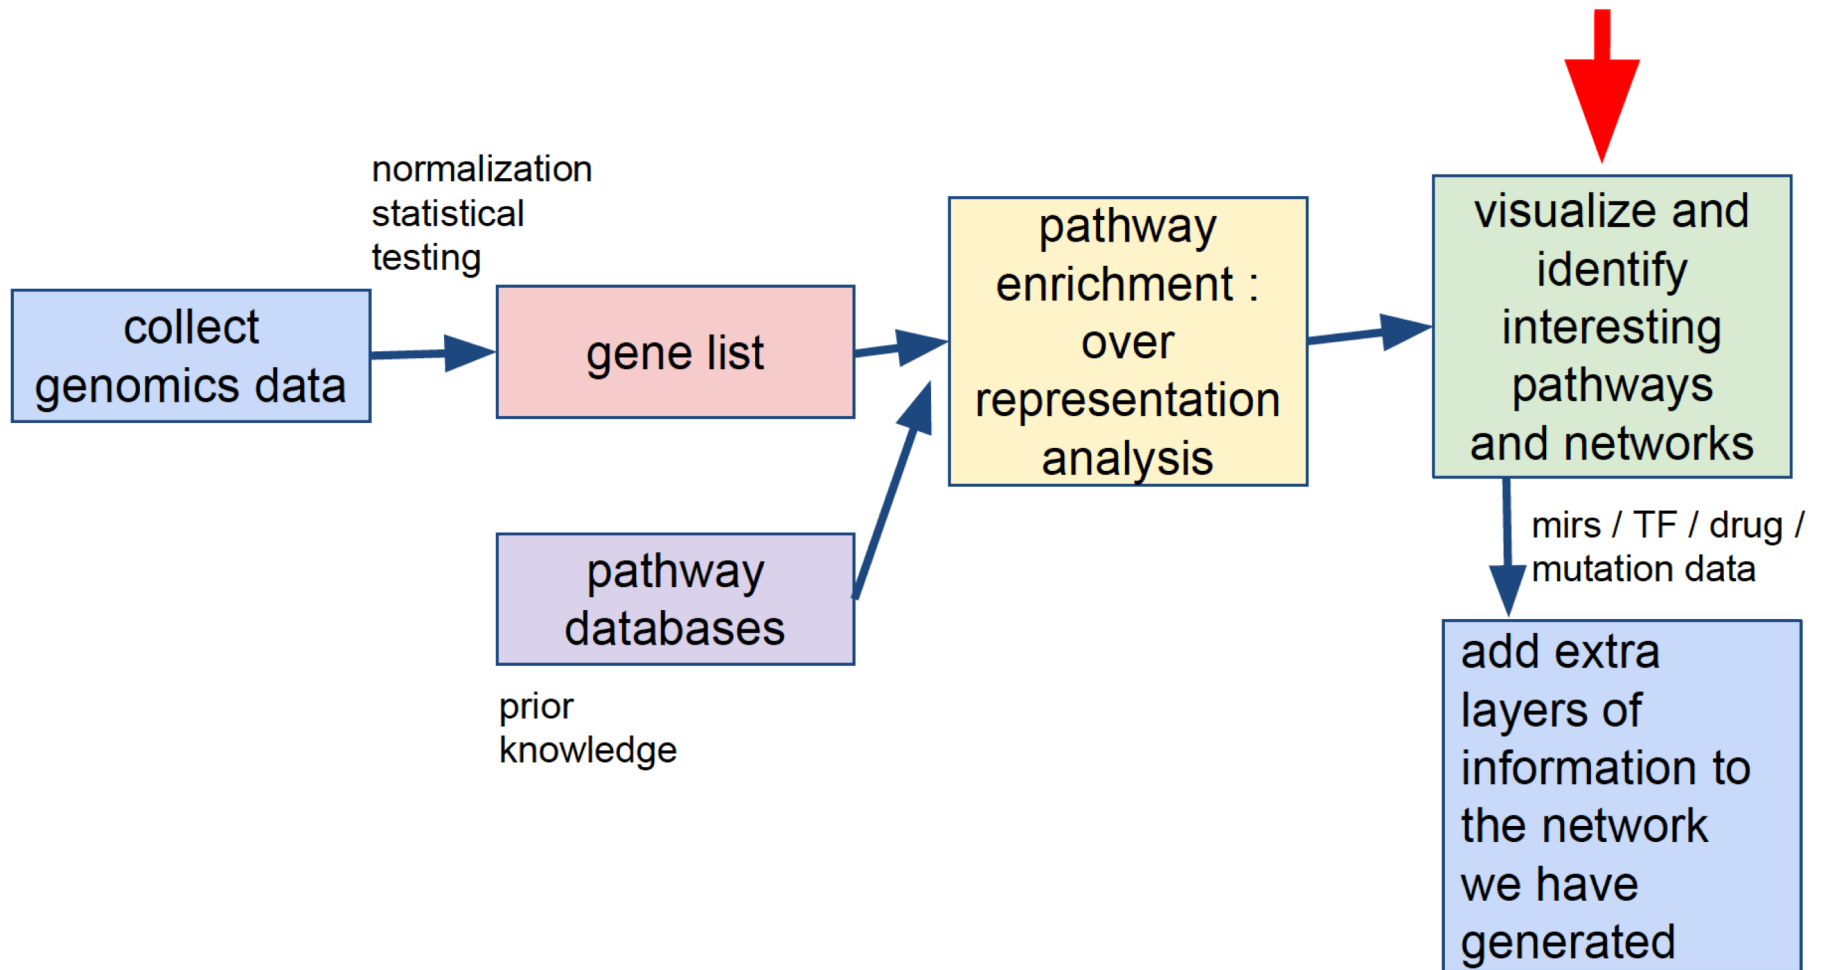 normalization
statistical
testing
collect
genomics data
gene list
pathway
databases
prior
knowledge
pathway
enrichment :
over
representation
analysis
visualize and
identify
interesting
pathways
and networks
mirs / TF / drug /
mutation data
add extra
layers of
information to
the network
we have
generated